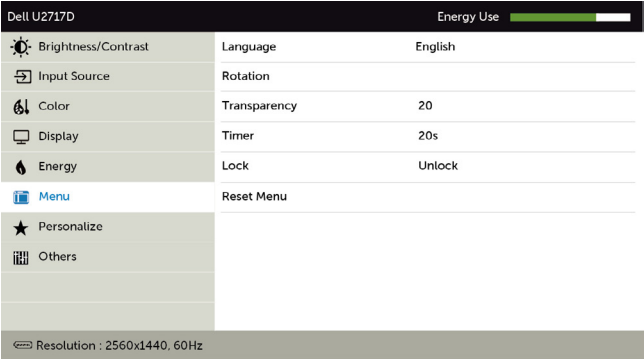 Dell U2717D Energy Use
Brightness/Contrast Language English
Input Source Rotation
Color Transparency 20
Display Timer 20s
Energy Lock Unlock
Menu Reset Menu
Personalize
Others
Resolution : 2560x1440, 60Hz